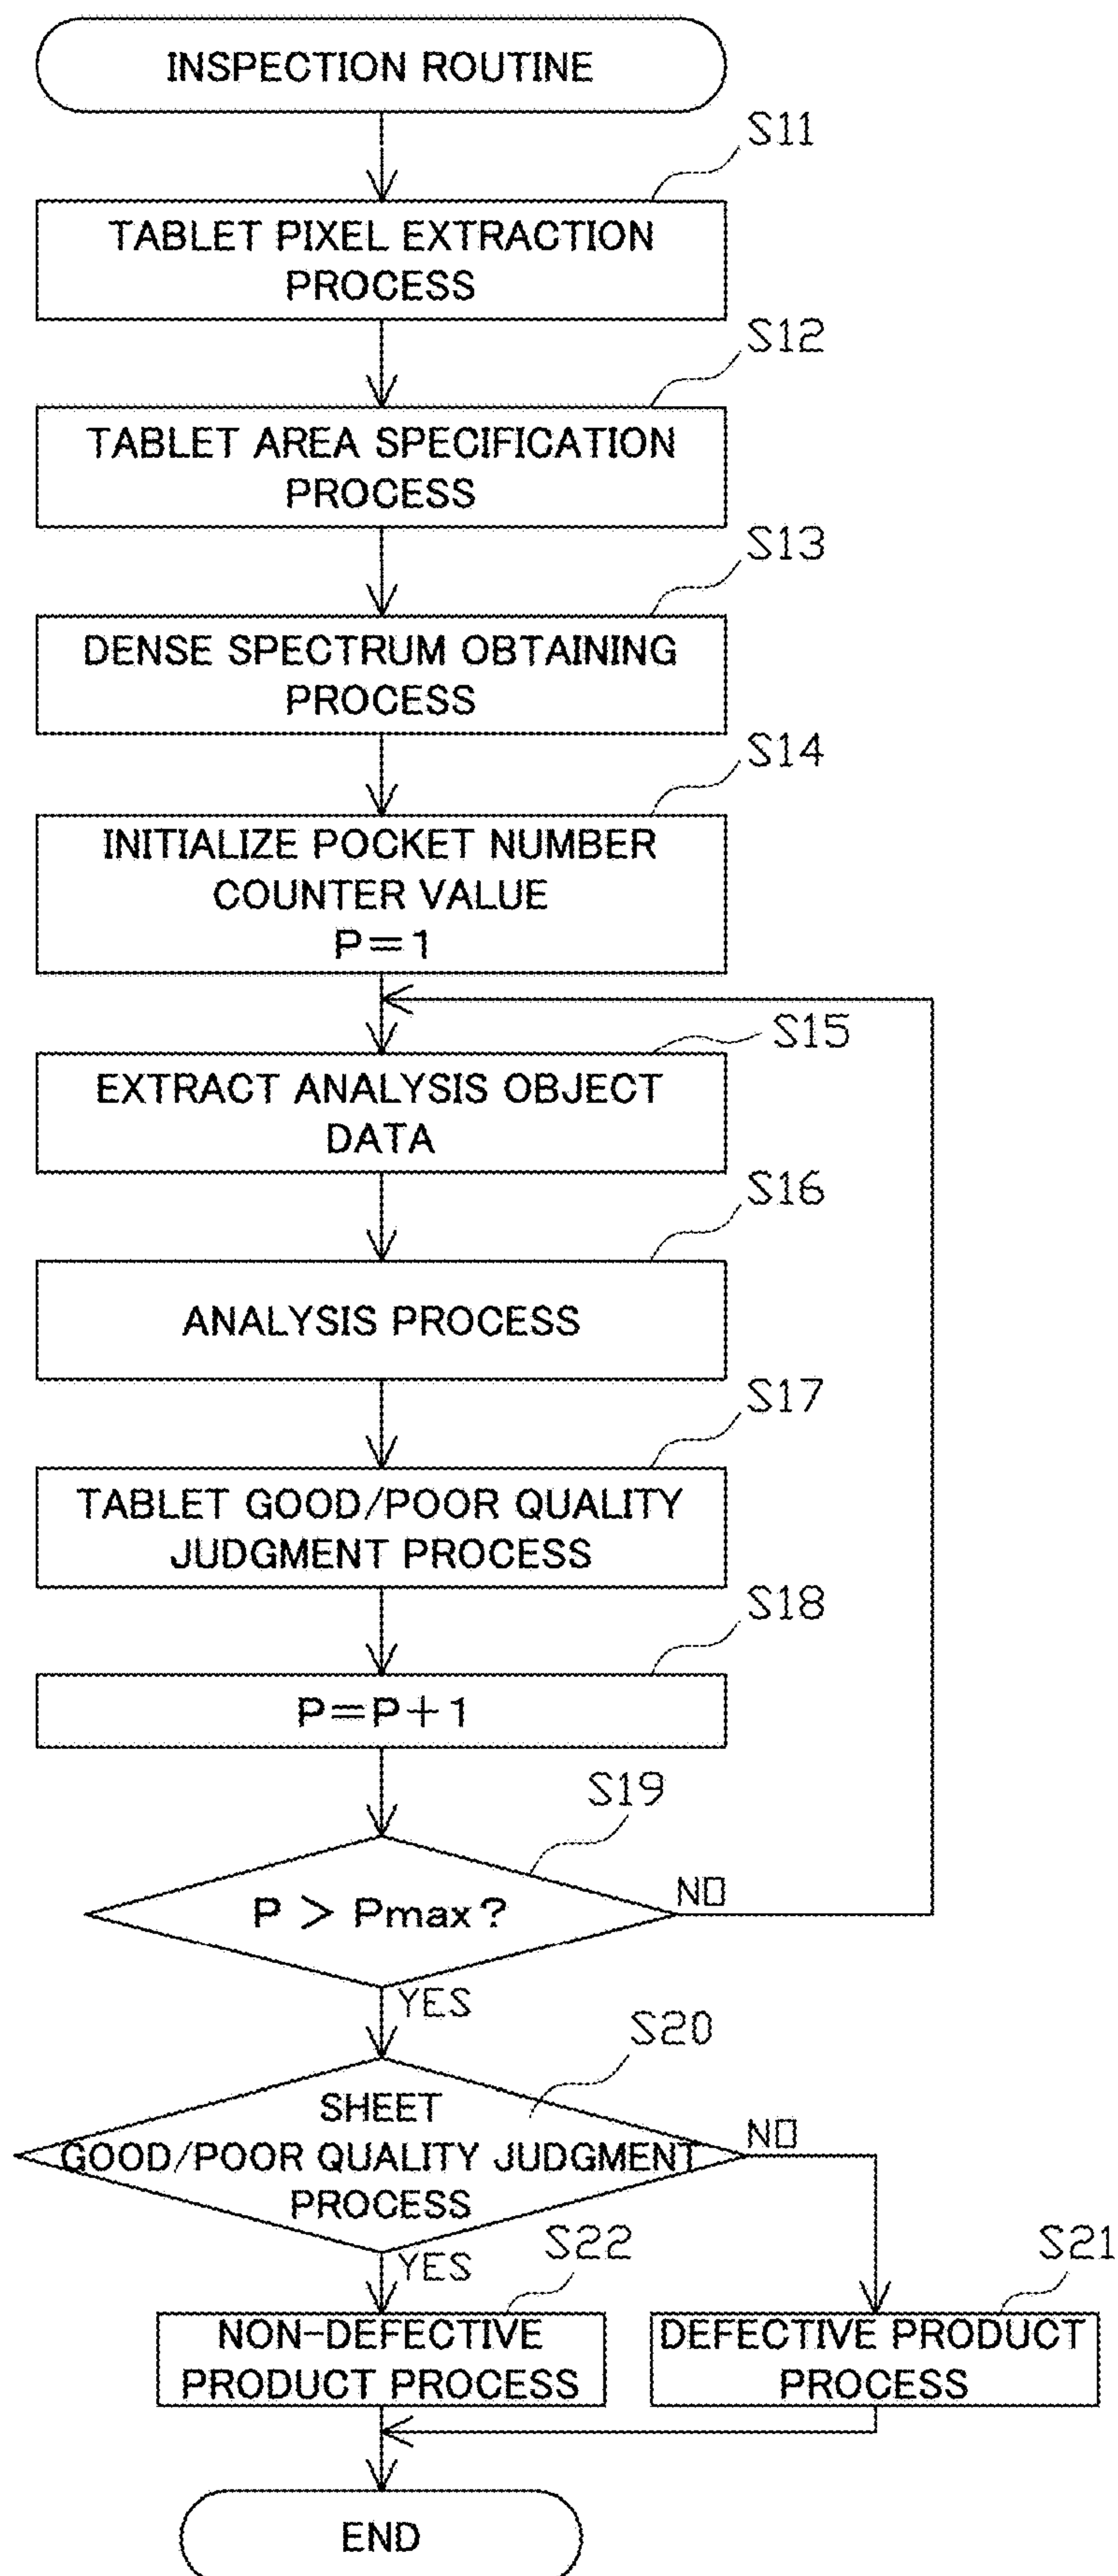 INSPECTION ROUTINE
S11
TABLET PIXEL EXTRACTION
PROCESS
S12
TABLET AREA SPECIFICATION
PROCESS
S13
DENSE SPECTRUM OBTAINING
PROCESS
S14
INITIALIZE POCKET NUMBER
COUNTER VALUE
P=1
S15
EXTRACT ANALYSIS OBJECT
DATA
S16
ANALYSIS PROCESS
S17
TABLET GOOD/POOR QUALITY
JUDGMENT PROCESS
S18
P=P+1
S19
P > Pmax?
NO
YES
S20
SHEET
GOOD/POOR QUALITY JUDGMENT
PROCESS
NO
YES
S22
S21
NON-DEFECTIVE
PRODUCT PROCESS
DEFECTIVE PRODUCT
PROCESS
END